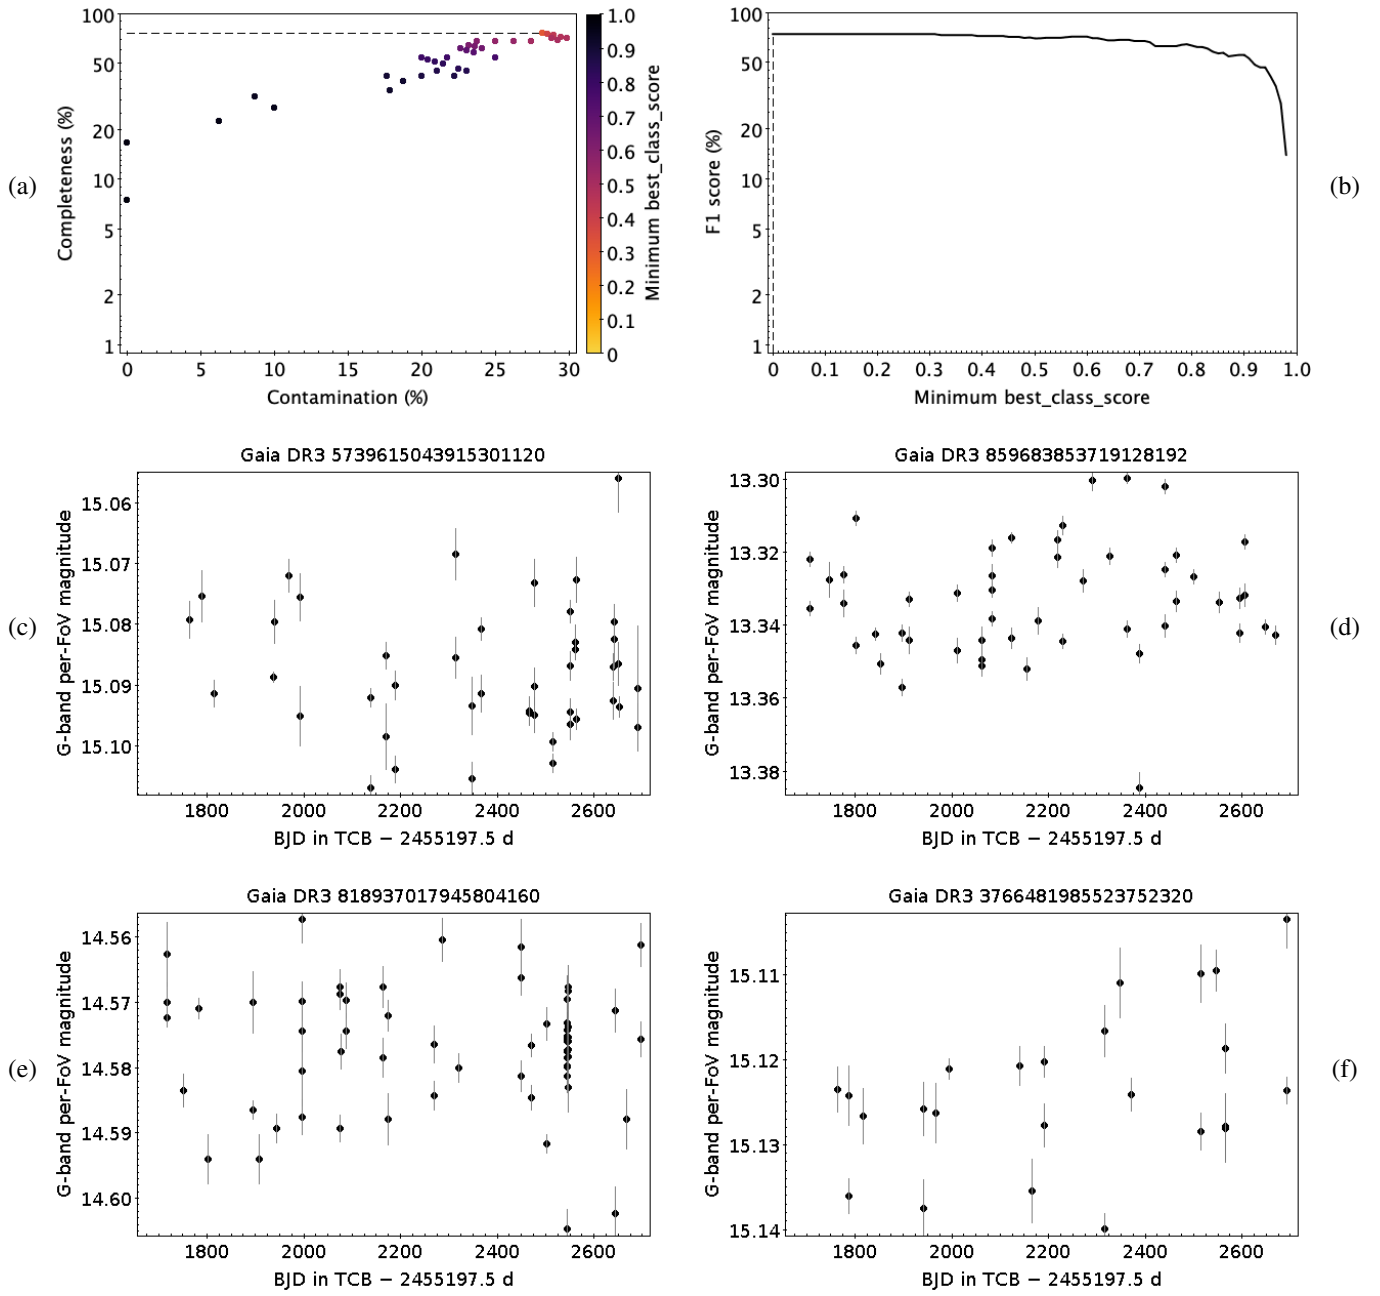 (a)
100
50
20
10
5
2
1
Completeness (%)
0 5 10 15 20 25 30
Contamination (%)
1.0
0.9
0.8
0.7
0.6
0.5
0.4
0.3
0.2
0.1
0
Minimum best_class_score
100
50
20
10
5
2
1
F1 score (%)
0 0.1 0.2 0.3 0.4 0.5 0.6 0.7 0.8 0.9 1.0
Minimum best_class_score
(b)
Gaia DR3 5739615043915301120
(c)
15.06
15.07
15.08
15.09
15.10
G-band per-FoV magnitude
1800 2000 2200 2400 2600
BJD in TCB − 2455197.5 d
Gaia DR3 859683853719128192
13.30
13.32
13.34
13.36
13.38
G-band per-FoV magnitude
1800 2000 2200 2400 2600
BJD in TCB − 2455197.5 d
(d)
Gaia DR3 8189370179458041​60
(e)
14.56
14.57
14.58
14.59
14.60
G-band per-FoV magnitude
1800 2000 2200 2400 2600
BJD in TCB − 2455197.5 d
Gaia DR3 3766481985523752320
15.11
15.12
15.13
15.14
G-band per-FoV magnitude
1800 2000 2200 2400 2600
BJD in TCB − 2455197.5 d
(f)